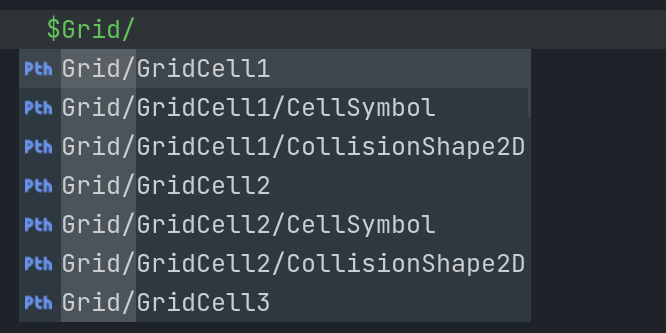 $Grid/
Pth Grid/GridCell1
Pth Grid/GridCell1/CellSymbol
Pth Grid/GridCell1/CollisionShape2D
Pth Grid/GridCell2
Pth Grid/GridCell2/CellSymbol
Pth Grid/GridCell2/CollisionShape2D
Pth Grid/GridCell3